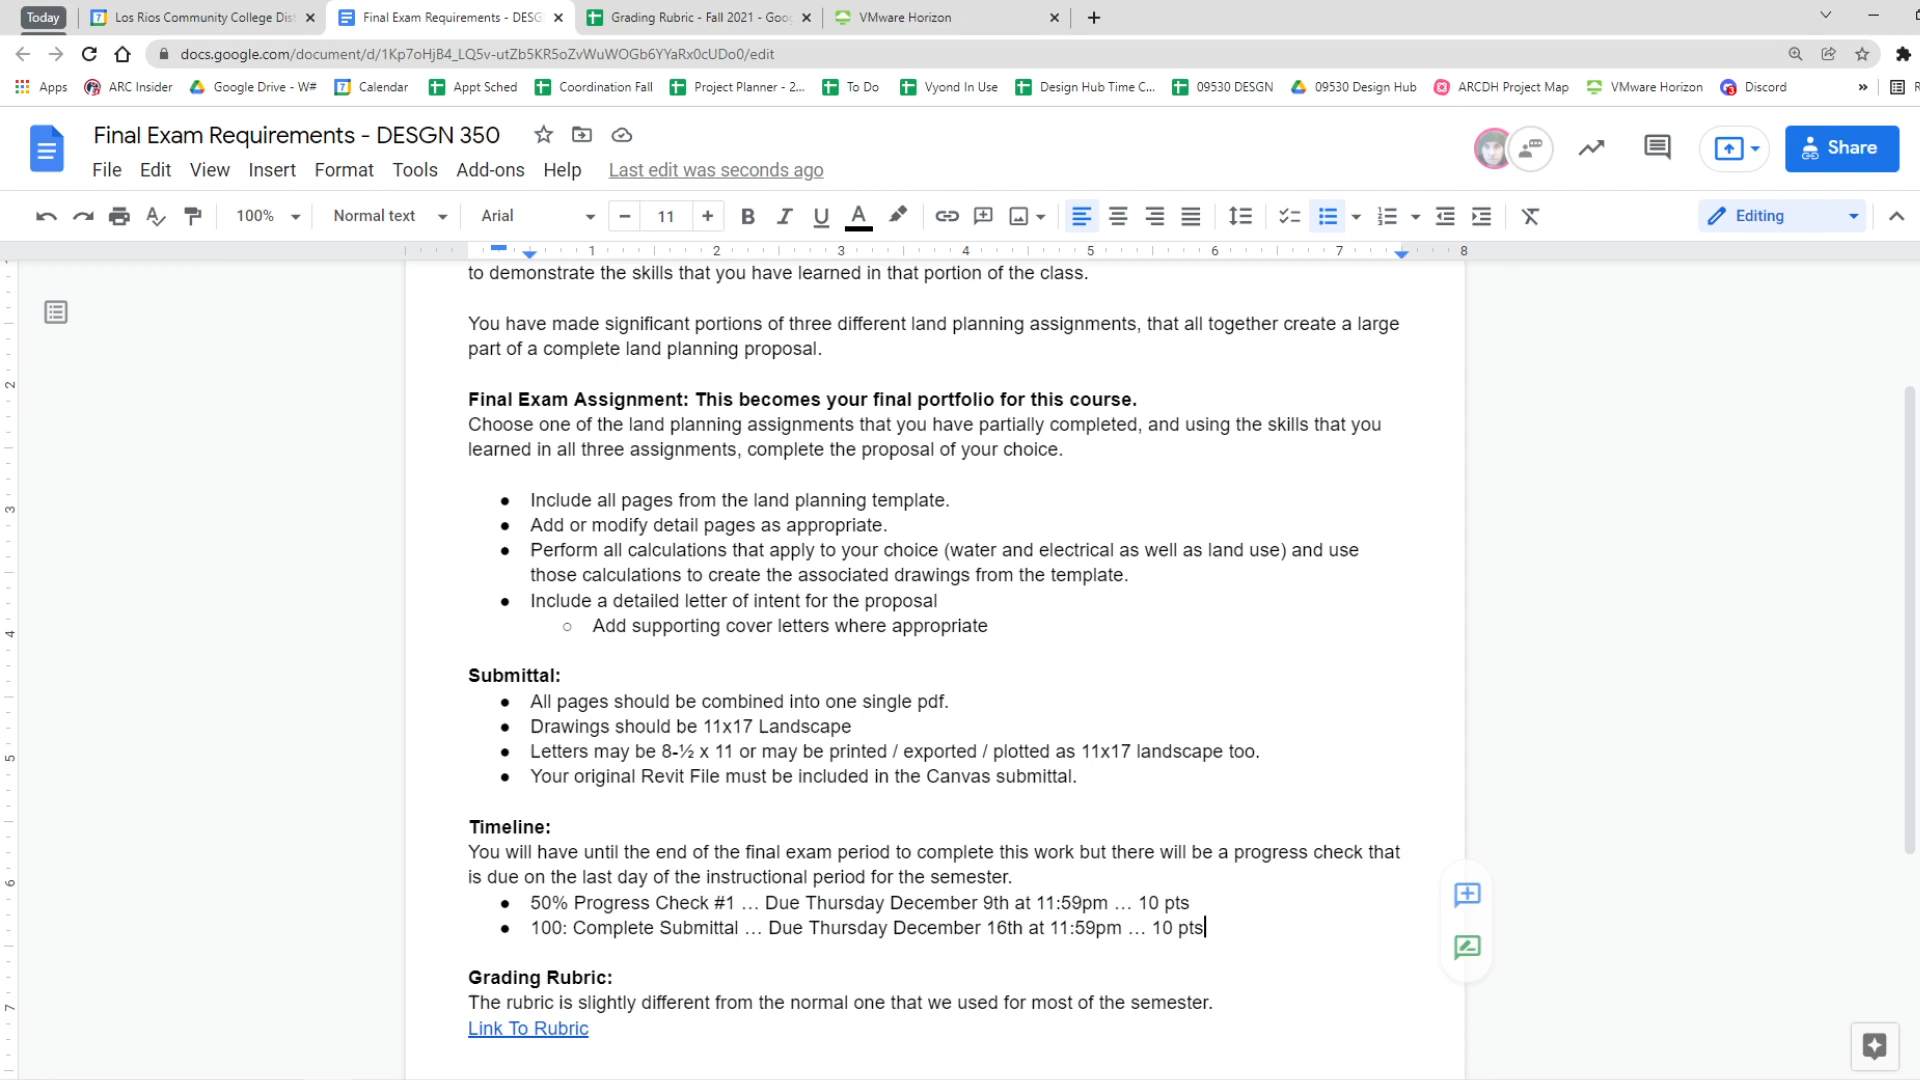 Today
Los Rios Community College Dist
Final Exam Requirements - DESG
Grading Rubric - Fall 2021 - Goo
VMware Horizon
docs.google.com/document/d/1Kp7oHjB4_LQ5v-utZb5KR5oZvWuWOGb6YYaRx0cUDo0/edit
Apps
ARC Insider
Google Drive - W#
Calendar
Appt Sched
Coordination Fall
Project Planner - 2...
To Do
Vyond In Use
Design Hub Time C...
09530 DESGN
09530 Design Hub
ARCDH Project Map
VMware Horizon
Discord
»
Final Exam Requirements - DESGN 350
Share
File Edit View Insert Format Tools Add-ons Help Last edit was seconds ago
100% Normal text Arial 11 B I U A Editing
1 2 3 4 5 6 7 8
to demonstrate the skills that you have learned in that portion of the class.
You have made significant portions of three different land planning assignments, that all together create a large
part of a complete land planning proposal.
Final Exam Assignment: This becomes your final portfolio for this course.
Choose one of the land planning assignments that you have partially completed, and using the skills that you
learned in all three assignments, complete the proposal of your choice.
● Include all pages from the land planning template.
● Add or modify detail pages as appropriate.
● Perform all calculations that apply to your choice (water and electrical as well as land use) and use
those calculations to create the associated drawings from the template.
● Include a detailed letter of intent for the proposal
○ Add supporting cover letters where appropriate
Submittal:
● All pages should be combined into one single pdf.
● Drawings should be 11x17 Landscape
● Letters may be 8-½ x 11 or may be printed / exported / plotted as 11x17 landscape too.
● Your original Revit File must be included in the Canvas submittal.
Timeline:
You will have until the end of the final exam period to complete this work but there will be a progress check that
is due on the last day of the instructional period for the semester.
● 50% Progress Check #1 … Due Thursday December 9th at 11:59pm … 10 pts
● 100: Complete Submittal … Due Thursday December 16th at 11:59pm … 10 pts
Grading Rubric:
The rubric is slightly different from the normal one that we used for most of the semester.
Link To Rubric
2
3
4
5
6
7